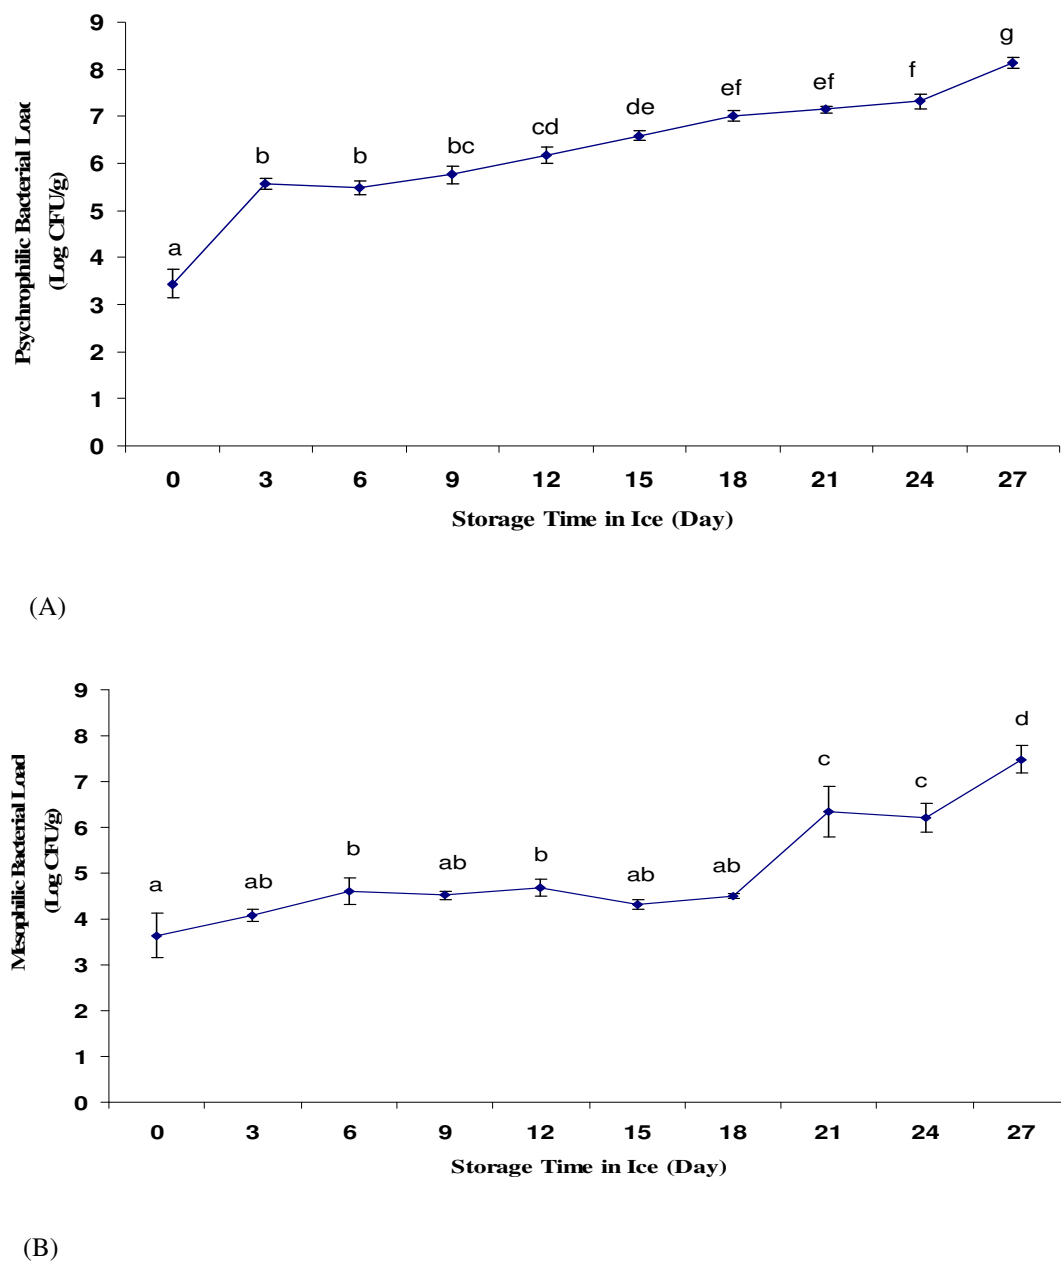 9
8
7
6
5
4
3
2
1
0
Psychrophilic Bacterial Load
(Log CFU/g)
a
b
b
bc
cd
de
ef
ef
f
g
0 3 6 9 12 15 18 21 24 27
Storage Time in Ice (Day)
(A)
9
8
7
6
5
4
3
2
1
0
Mesophilic Bacterial Load
(Log CFU/g)
a
ab
b
ab
b
ab
ab
c
c
d
0 3 6 9 12 15 18 21 24 27
Storage Time in Ice (Day)
(B)